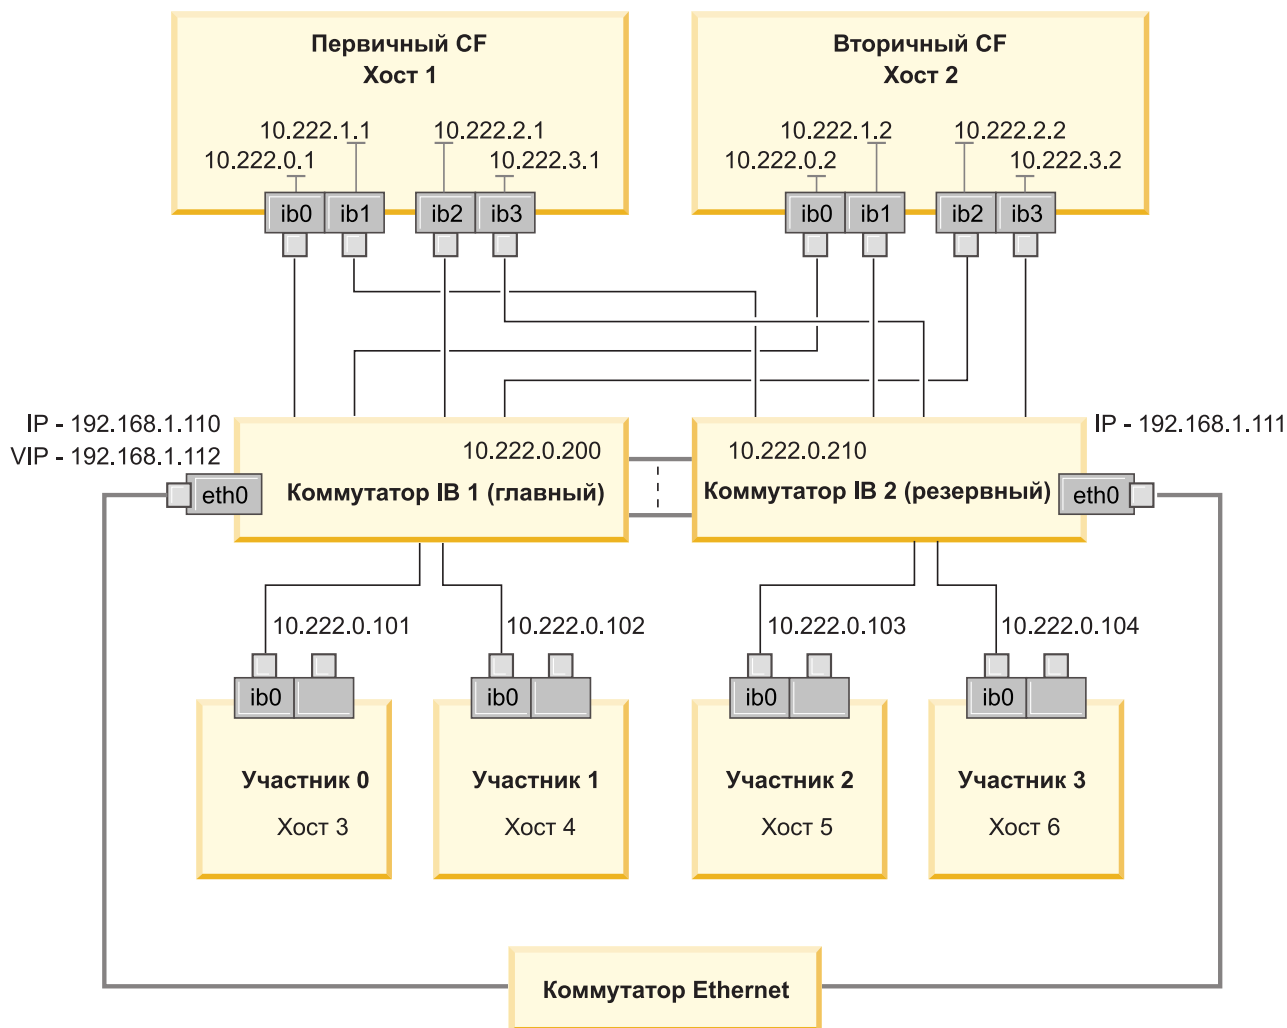 Первичный CF
Хост 1
10.222.1.1
10.222.2.1
10.222.0.1
10.222.3.1
ib0
ib1
ib2
ib3
Вторичный CF
Хост 2
10.222.1.2
10.222.2.2
10.222.0.2
10.222.3.2
ib0
ib1
ib2
ib3
IP - 192.168.1.110
VIP - 192.168.1.112
eth0
10.222.0.200
Коммутатор IB 1 (главный)
10.222.0.210
Коммутатор IB 2 (резервный)
IP - 192.168.1.111
eth0
10.222.0.101
ib0
Участник 0
Хост 3
10.222.0.102
ib0
Участник 1
Хост 4
10.222.0.103
ib0
Участник 2
Хост 5
10.222.0.104
ib0
Участник 3
Хост 6
Коммутатор Ethernet